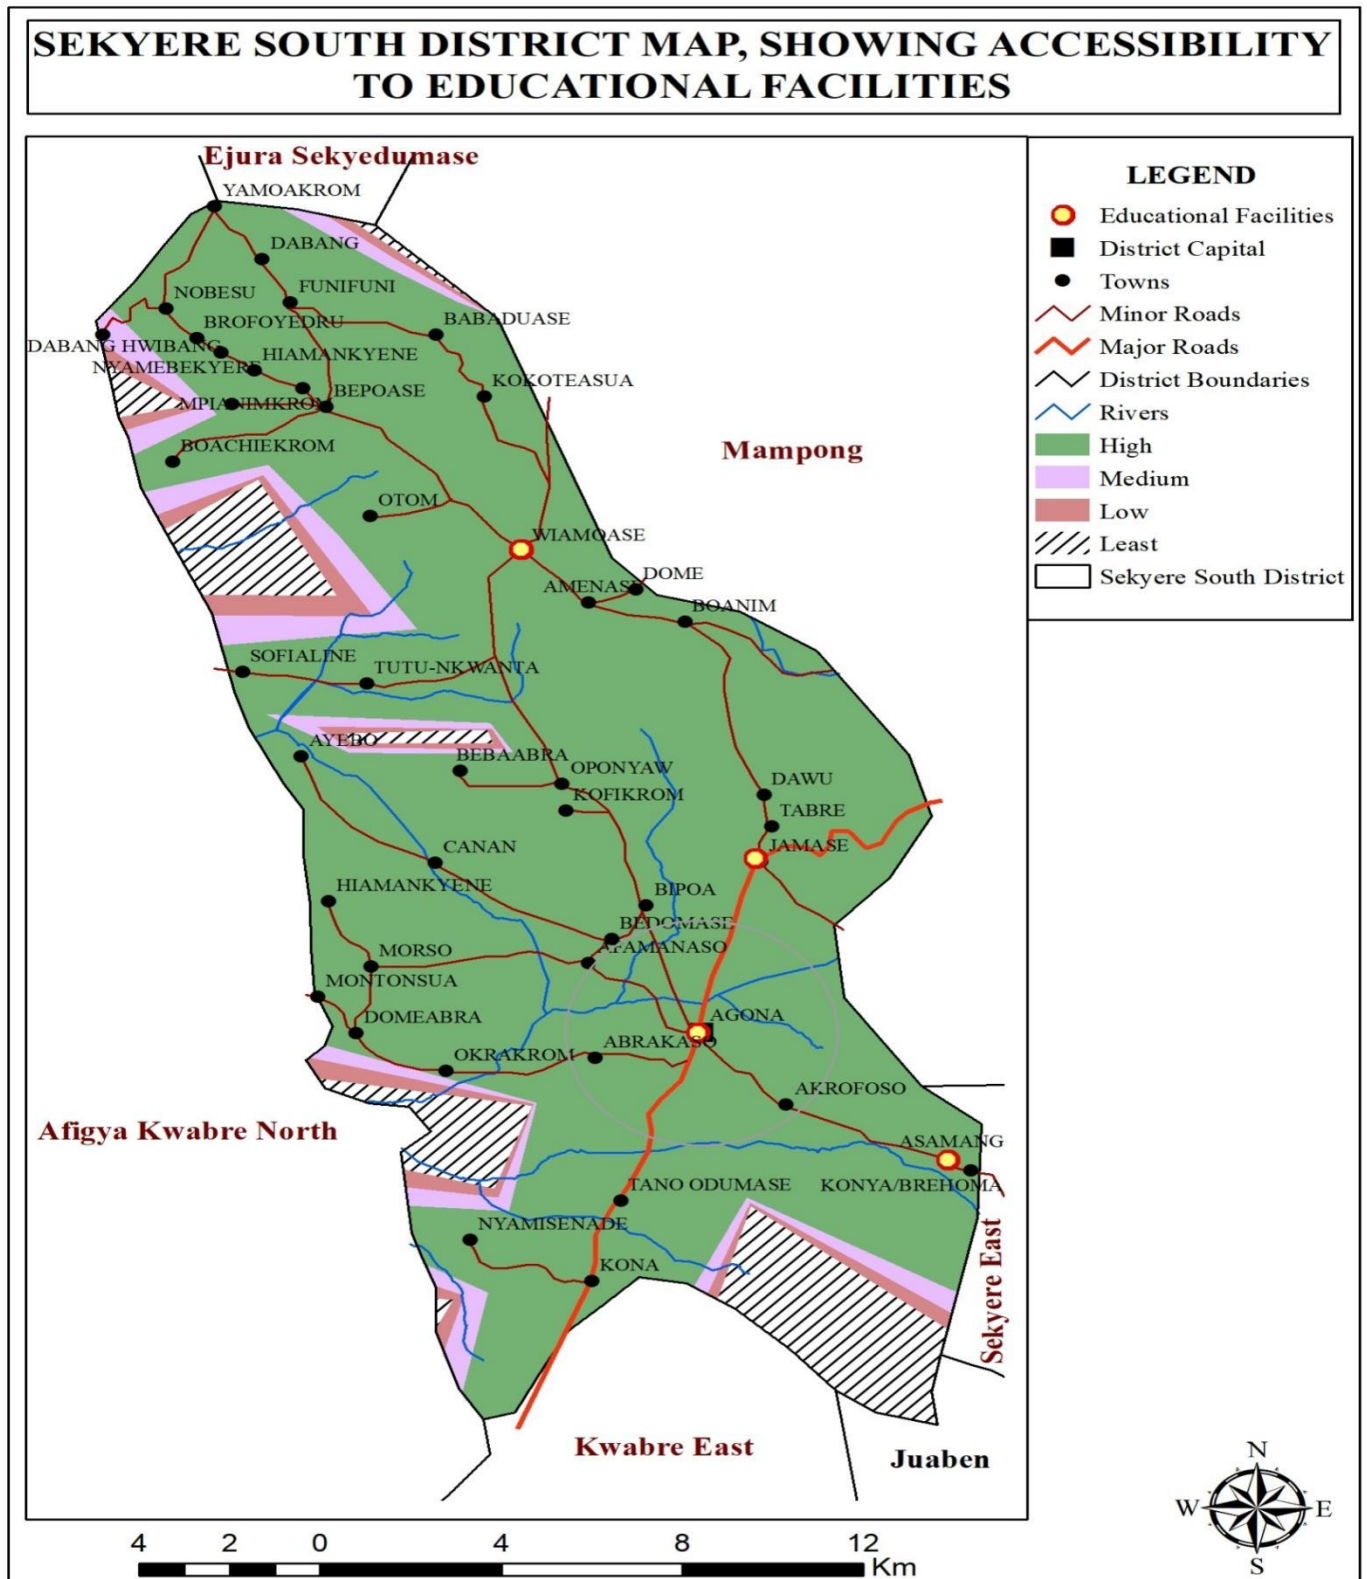 SEKYERE SOUTH DISTRICT MAP, SHOWING ACCESSIBILITY
TO EDUCATIONAL FACILITIES
Ejura Sekyedumase
YAMOAKROM
DABANG
FUNIFUNI
NOBESU
BROFOYEDRU
BABADUASE
DABANG HWIBANG
HIAMANKYENE
NYAMEBEKYERE
KOKOTEASUA
BEPOASE
MPIANIMKROM
BOACHIEKROM
Mampong
OTOM
WIAMOASE
DOME
AMENASE
BOANIM
SOFIALINE
TUTU-NKWANTA
AYEBO
BEBAABRA
OPONYAW
KOFIKROM
DAWU
TABRE
JAMASE
CANAN
HIAMANKYENE
BIPOA
BEDOMASE
AFAMANASO
MORSO
MONTONSUA
DOMEABRA
AGONA
ABRAKASO
OKRAKROM
AKROFOSO
Afigya Kwabre North
ASAMANG
KONYA/BREHOMA
TANO ODUMASE
NYAMISENADE
KONA
Sekyere East
Kwabre East
Juaben
LEGEND
Educational Facilities
District Capital
Towns
Minor Roads
Major Roads
District Boundaries
Rivers
High
Medium
Low
Least
Sekyere South District
N
W E
S
4 2 0 4 8 12
Km